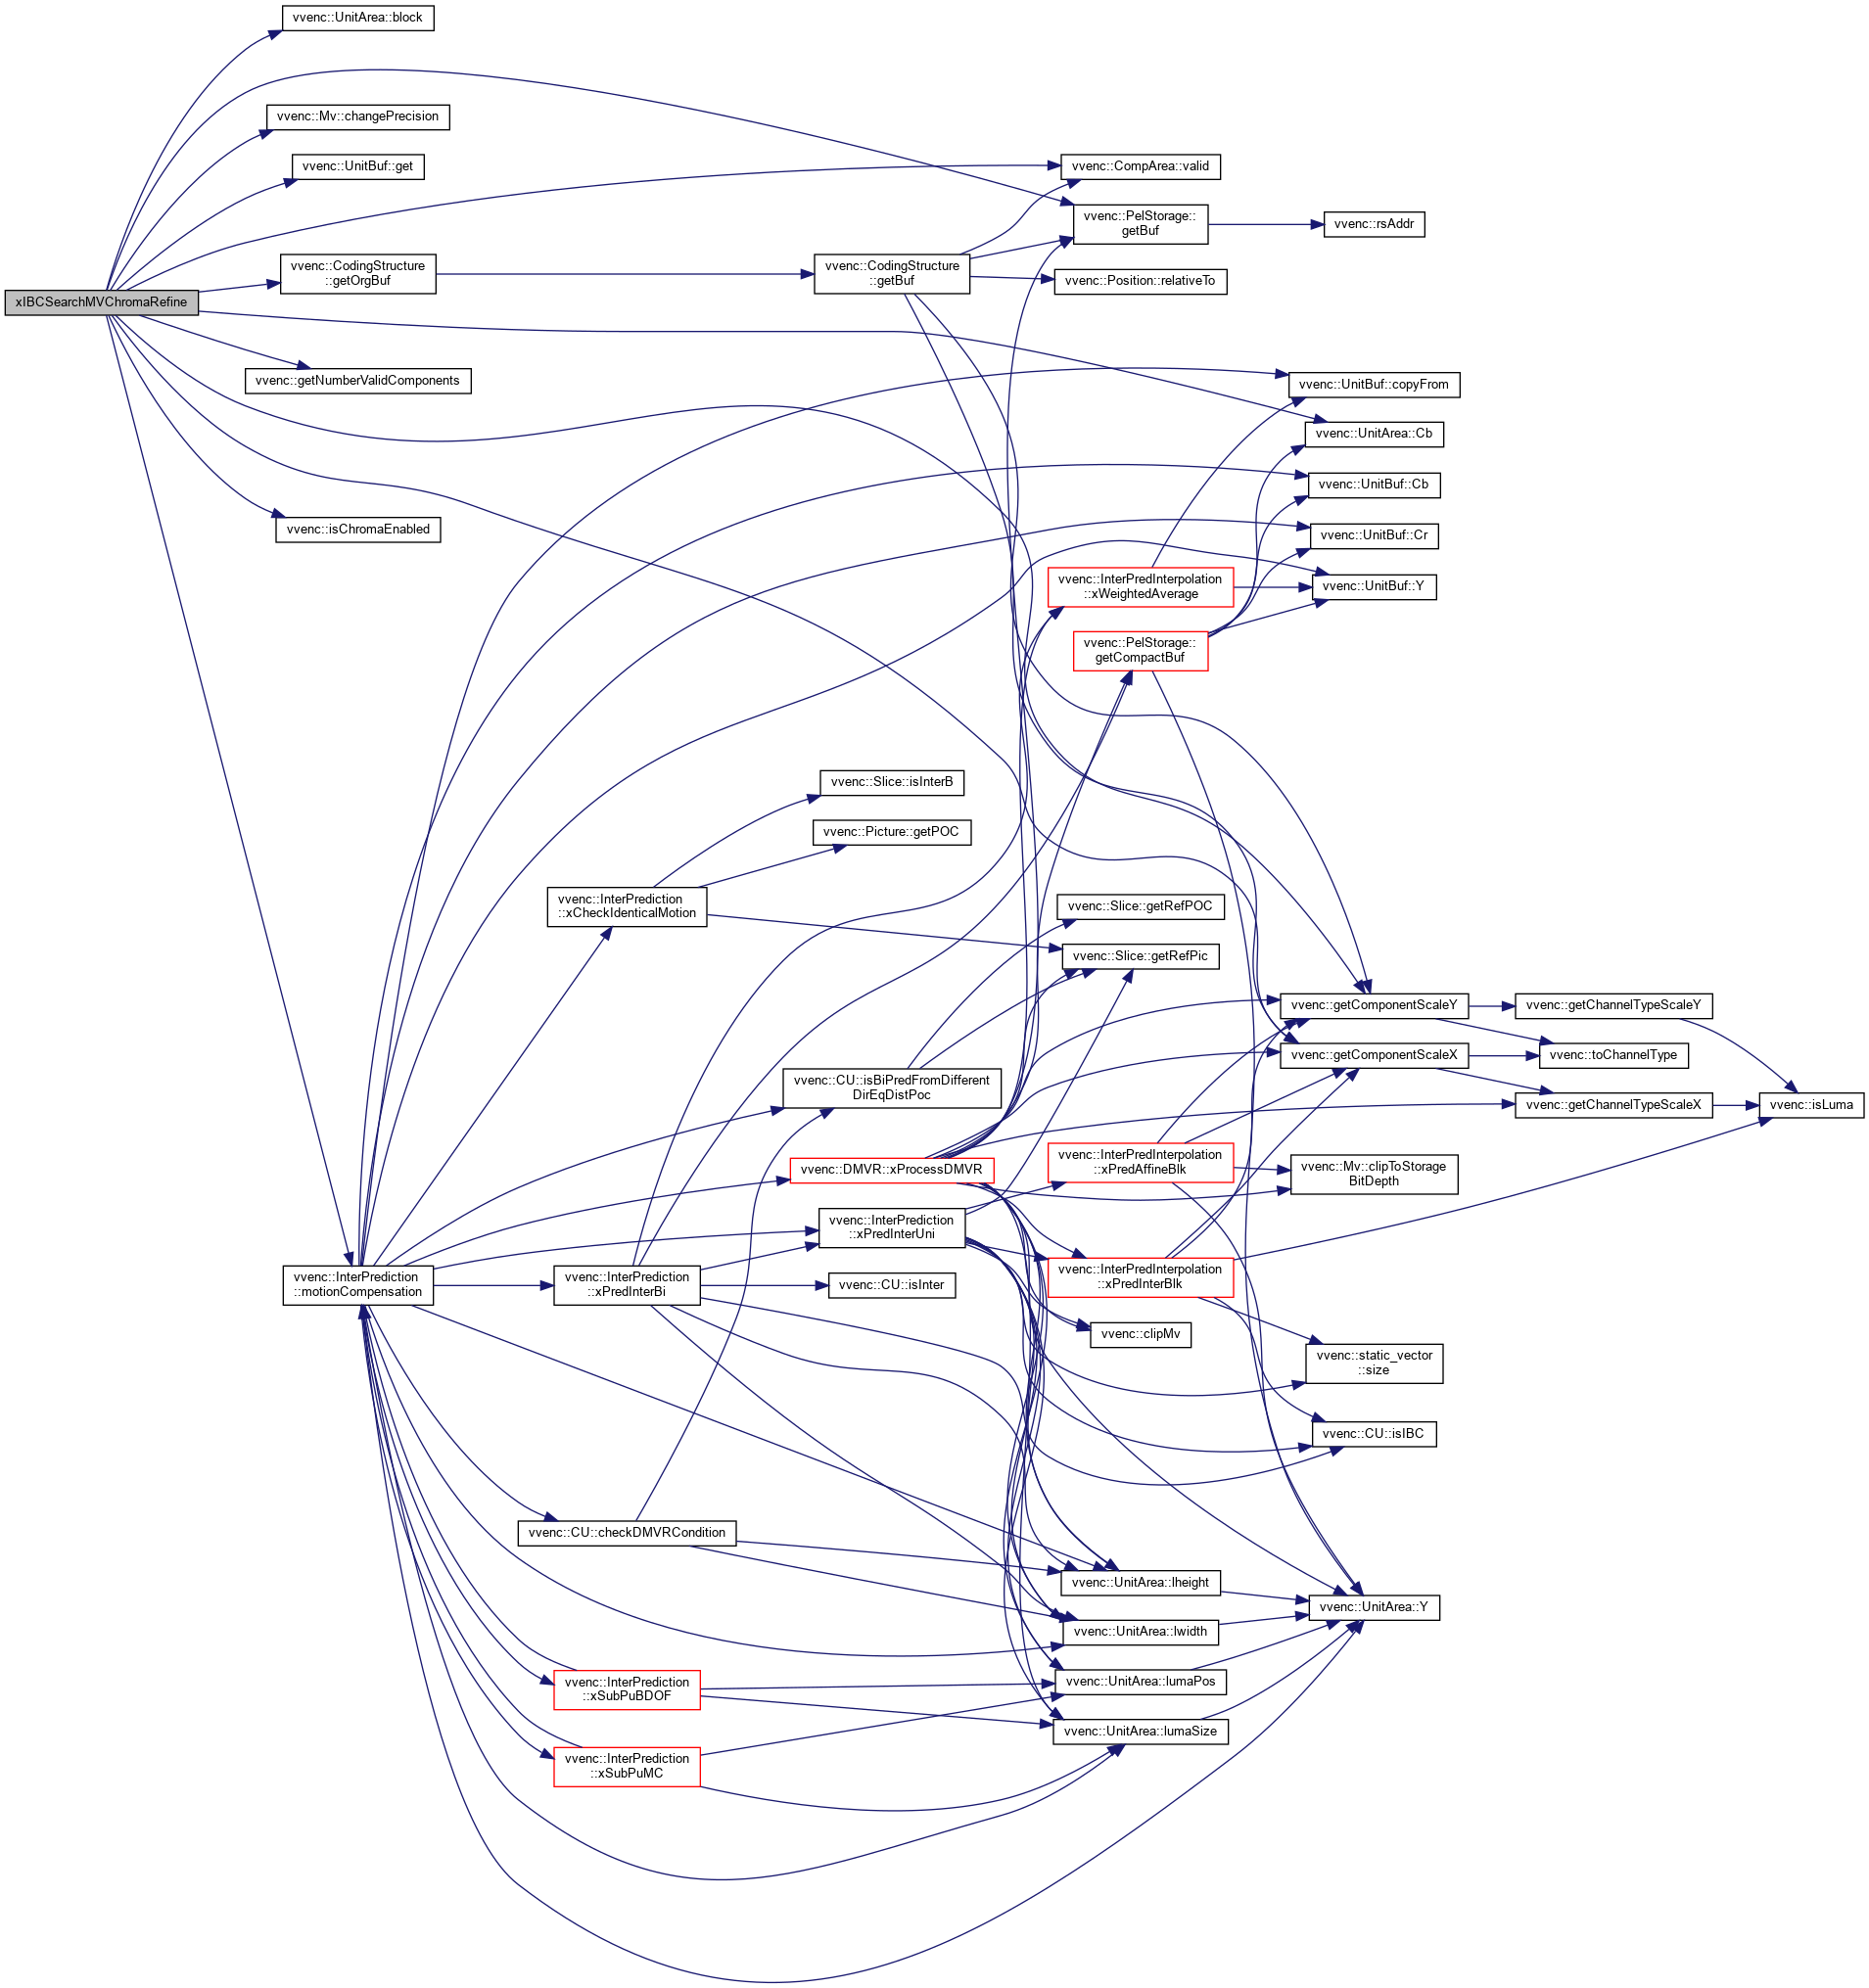 vvenc::UnitArea::block
vvenc::Mv::changePrecision
vvenc::UnitBuf::get
vvenc::CompArea::valid
vvenc::PelStorage::
getBuf
vvenc::rsAddr
vvenc::CodingStructure
::getOrgBuf
vvenc::CodingStructure
::getBuf
vvenc::Position::relativeTo
xIBCSearchMVChromaRefine
vvenc::getNumberValidComponents
vvenc::UnitBuf::copyFrom
vvenc::UnitArea::Cb
vvenc::UnitBuf::Cb
vvenc::isChromaEnabled
vvenc::UnitBuf::Cr
vvenc::InterPredInterpolation
::xWeightedAverage
vvenc::UnitBuf::Y
vvenc::PelStorage::
getCompactBuf
vvenc::Slice::isInterB
vvenc::Picture::getPOC
vvenc::InterPrediction
::xCheckIdenticalMotion
vvenc::Slice::getRefPOC
vvenc::Slice::getRefPic
vvenc::getComponentScaleY
vvenc::getChannelTypeScaleY
vvenc::getComponentScaleX
vvenc::toChannelType
vvenc::CU::isBiPredFromDifferent
DirEqDistPoc
vvenc::getChannelTypeScaleX
vvenc::isLuma
vvenc::DMVR::xProcessDMVR
vvenc::InterPredInterpolation
::xPredAffineBlk
vvenc::Mv::clipToStorage
BitDepth
vvenc::InterPrediction
::xPredInterUni
vvenc::InterPrediction
::motionCompensation
vvenc::InterPrediction
::xPredInterBi
vvenc::CU::isInter
vvenc::InterPredInterpolation
::xPredInterBlk
vvenc::clipMv
vvenc::static_vector
::size
vvenc::CU::isIBC
vvenc::CU::checkDMVRCondition
vvenc::UnitArea::lheight
vvenc::UnitArea::Y
vvenc::UnitArea::lwidth
vvenc::InterPrediction
::xSubPuBDOF
vvenc::UnitArea::lumaPos
vvenc::UnitArea::lumaSize
vvenc::InterPrediction
::xSubPuMC